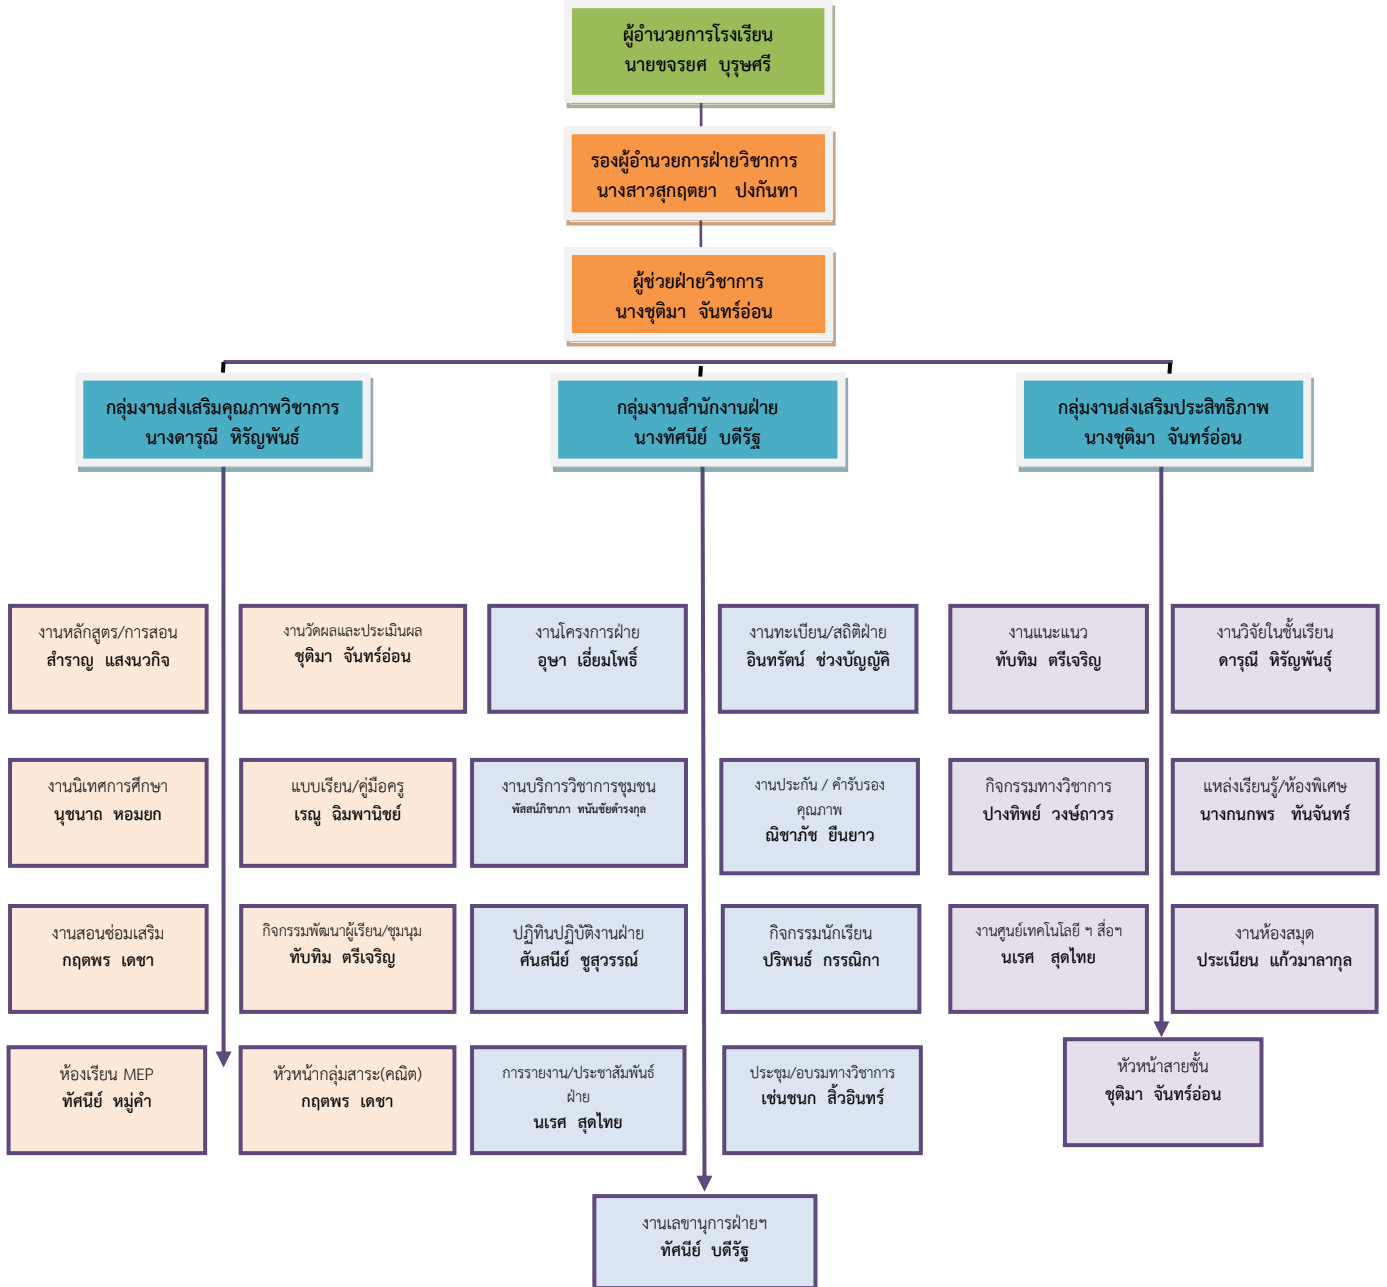 ผู้อำนวยการโรงเรียน
นายขจรยศ บุรุษศรี
รองผู้อำนวยการฝ่ายวิชาการ
นางสาวสุกฤตยา ปงกันทา
ผู้ช่วยฝ่ายวิชาการ
นางชุติมา จันทร์อ่อน
กลุ่มงานส่งเสริมคุณภาพวิชาการ
นางดารุณี หิรัญพันธ์
กลุ่มงานสำนักงานฝ่าย
นางทัศนีย์ บดีรัฐ
กลุ่มงานส่งเสริมประสิทธิภาพ
นางชุติมา จันทร์อ่อน
งานหลักสูตร/การสอน
สำราญ แสงนวกิจ
งานวัดผลและประเมินผล
ชุติมา จันทร์อ่อน
งานโครงการฝ่าย
อุษา เอี่ยมโพธิ์
งานทะเบียน/สถิติฝ่าย
อินทรัตน์ ช่วงบัญญัคิ
งานแนะแนว
ทับทิม ตรีเจริญ
งานวิจัยในชั้นเรียน
ดารุณี หิรัญพันธุ์
งานนิเทศการศึกษา
นุชนาถ หอมยก
แบบเรียน/คู่มือครู
เรณู ฉิมพานิชย์
งานบริการวิชาการชุมชน
พัสสน์ภิชาภา ทนันชัยดำรงกุล
งานประกัน / คำรับรอง
คุณภาพ
ณิชาภัช ยืนยาว
กิจกรรมทางวิชาการ
ปางทิพย์ วงษ์ถาวร
แหล่งเรียนรู้/ห้องพิเศษ
นางกนกพร ทันจันทร์
งานสอนซ่อมเสริม
กฤตพร เดชา
กิจกรรมพัฒนาผู้เรียน/ชุมนุม
ทับทิม ตรีเจริญ
ปฏิทินปฏิบัติงานฝ่าย
ศันสนีย์ ชูสุวรรณ์
กิจกรรมนักเรียน
ปริพนธ์ กรรณิกา
งานศูนย์เทคโนโลยี ฯ สื่อฯ
นเรศ สุดไทย
งานห้องสมุด
ประเนียน แก้วมาลากุล
ห้องเรียน MEP
ทัศนีย์ หมู่คำ
หัวหน้ากลุ่มสาระ(คณิต)
กฤตพร เดชา
การรายงาน/ประชาสัมพันธ์
ฝ่าย
นเรศ สุดไทย
ประชุม/อบรมทางวิชาการ
เช่นชนก สิ้วอินทร์
หัวหน้าสายชั้น
ชุติมา จันทร์อ่อน
งานเลขานุการฝ่ายฯ
ทัศนีย์ บดีรัฐ